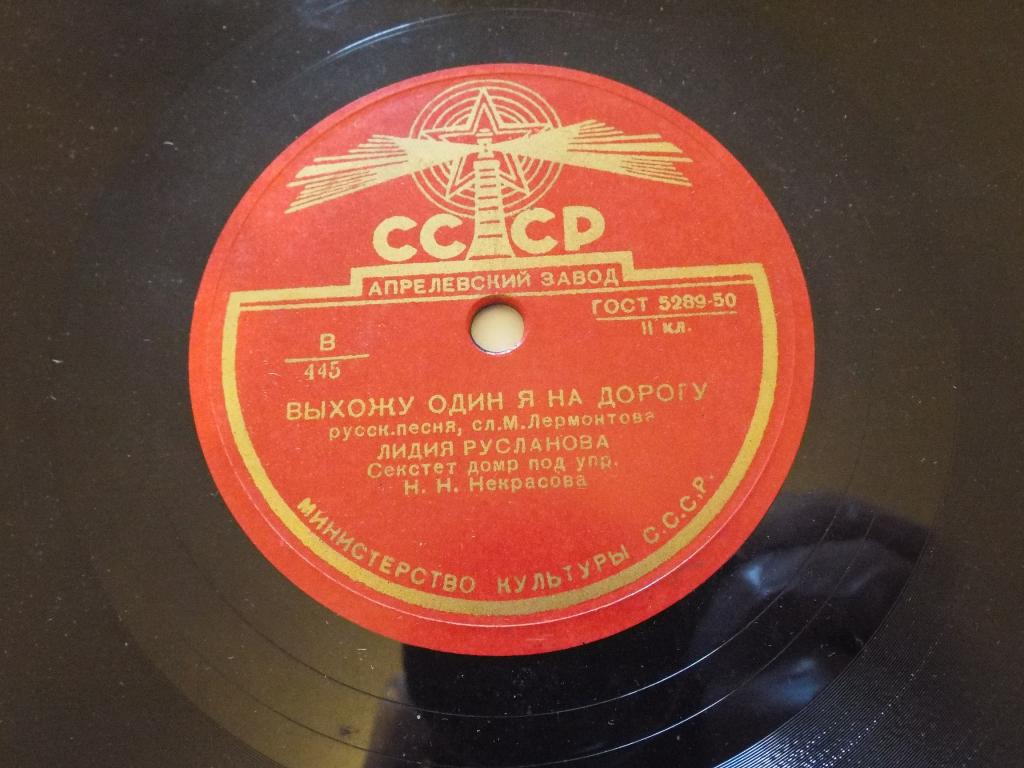 СССР
АПРЕЛЕВСКИЙ ЗАВОД
ГОСТ 5289-50
II кл.
В
445
ВЫХОЖУ ОДИН Я НА ДОРОГУ
русск.песня, сл.М.Лермонтова
ЛИДИЯ РУСЛАНОВА
Секстет домр под упр.
Н. Н. Некрасова
МИНИСТЕРСТВО КУЛЬТУРЫ С.С.С.Р.